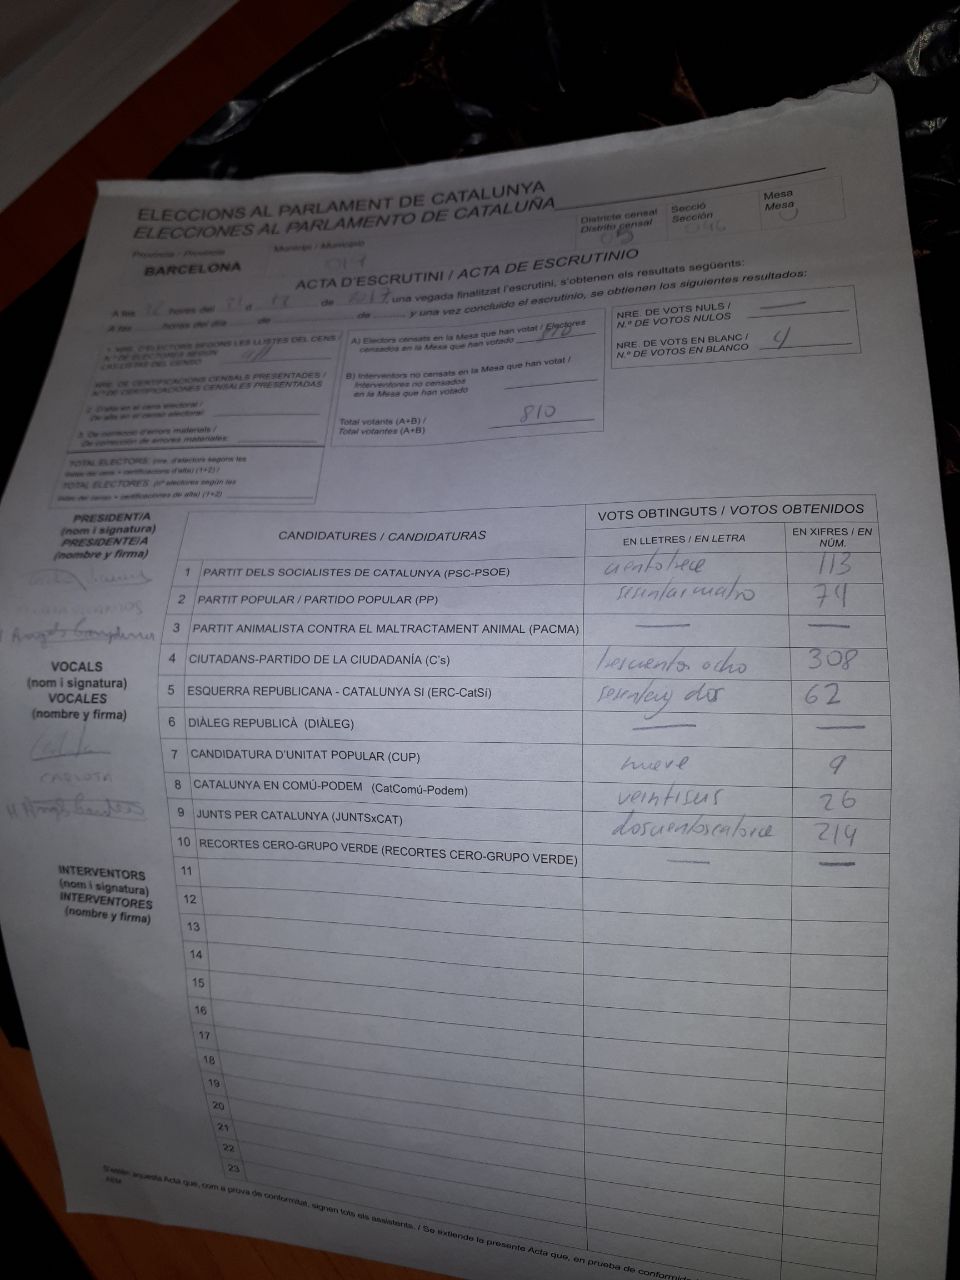 ELECCIONS AL PARLAMENT DE CATALUNYA
ELECCIONES AL PARLAMENTO DE CATALUÑA
Província / Provincia
BARCELONA
Municipi / Municipio
019
Districte censal
Distrito censal
05
Secció
Sección
046
Mesa
Mesa
ACTA D'ESCRUTINI / ACTA DE ESCRUTINIO
A les hores del 21 d de 2017, una vegada finalitzat l'escrutini, s'obtenen els resultats següents:
A las horas del día de de y una vez concluido el escrutinio, se obtienen los siguientes resultados:
1. NRE. D'ELECTORS SEGONS LES LLISTES DEL CENS /
N.º DE ELECTORES SEGÚN
LAS LISTAS DEL CENSO
NRE. DE CERTIFICACIONS CENSALS PRESENTADES /
N.º DE CERTIFICACIONES CENSALES PRESENTADAS
2. D'alta en el cens electoral /
De alta en el censo electoral
3. De correcció d'errors materials /
De corrección de errores materiales:
TOTAL ELECTORS: (nre. d'electors segons les
llistes del cens + certificacions d'alta) (1+2) /
TOTAL ELECTORES: (nº electores según las
listas del censo + certificaciones de alta) (1+2)
A) Electors censats en la Mesa que han votat / Electores
censados en la Mesa que han votado
B) Interventors no censats en la Mesa que han votat /
Interventores no censados
en la Mesa que han votado
Total votants (A+B) /
Total votantes (A+B)
810
NRE. DE VOTS NULS /
N.º DE VOTOS NULOS
NRE. DE VOTS EN BLANC /
N.º DE VOTOS EN BLANCO
4
PRESIDENT/A
(nom i signatura)
PRESIDENTE/A
(nombre y firma)
VOCALS
(nom i signatura)
VOCALES
(nombre y firma)
CARLOTA
INTERVENTORS
(nom i signatura)
INTERVENTORES
(nombre y firma)
CANDIDATURES / CANDIDATURAS
VOTS OBTINGUTS / VOTOS OBTENIDOS
EN LLETRES / EN LETRA
EN XIFRES / EN
NÚM.
1 PARTIT DELS SOCIALISTES DE CATALUNYA (PSC-PSOE) ciento trece 113
2 PARTIT POPULAR / PARTIDO POPULAR (PP) 74
3 PARTIT ANIMALISTA CONTRA EL MALTRACTAMENT ANIMAL (PACMA)
4 CIUTADANS-PARTIDO DE LA CIUDADANÍA (C's) trescientos ocho 308
5 ESQUERRA REPUBLICANA - CATALUNYA SI (ERC-CatSí) sesenta y dos 62
6 DIÀLEG REPUBLICÀ (DIÀLEG)
7 CANDIDATURA D'UNITAT POPULAR (CUP) nueve 9
8 CATALUNYA EN COMÚ-PODEM (CatComú-Podem) veintiseis 26
9 JUNTS PER CATALUNYA (JUNTSxCAT) doscientos catorce 214
10 RECORTES CERO-GRUPO VERDE (RECORTES CERO-GRUPO VERDE)
11
12
13
14
15
16
17
18
19
20
21
22
23
S'estén aquesta Acta que, com a prova de conformitat, signen tots els assistents. / Se extiende la presente Acta que, en prueba de conformidad